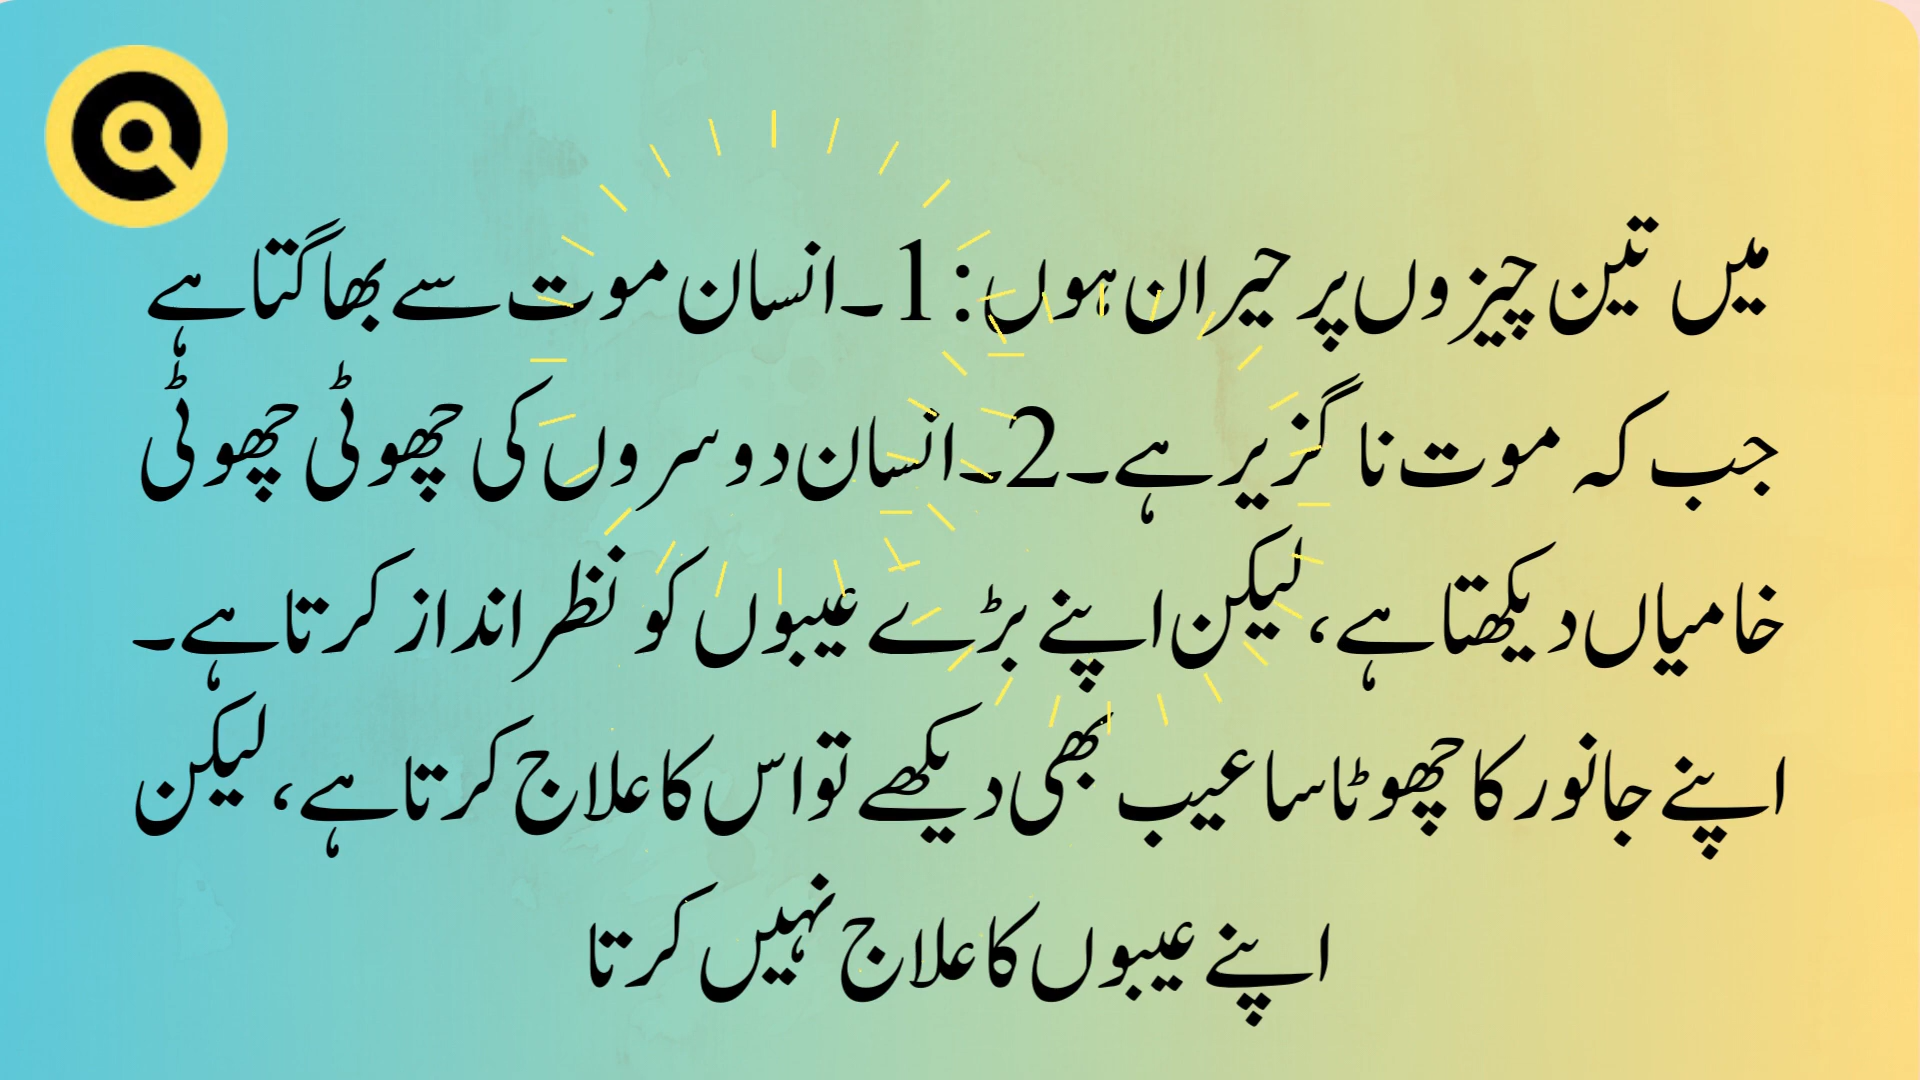 میں تین چیزوں پر حیران ہوں: 1۔ انسان موت سے بھاگتا ہے
جب کہ موت ناگزیر ہے۔ 2۔ انسان دوسروں کی چھوٹی چھوٹی
خامیاں دیکھتا ہے، لیکن اپنے بڑے عیبوں کو نظر انداز کرتا ہے۔
اپنے جانور کا چھوٹا سا عیب بھی دیکھے تو اس کا علاج کرتا ہے، لیکن
اپنے عیبوں کا علاج نہیں کرتا